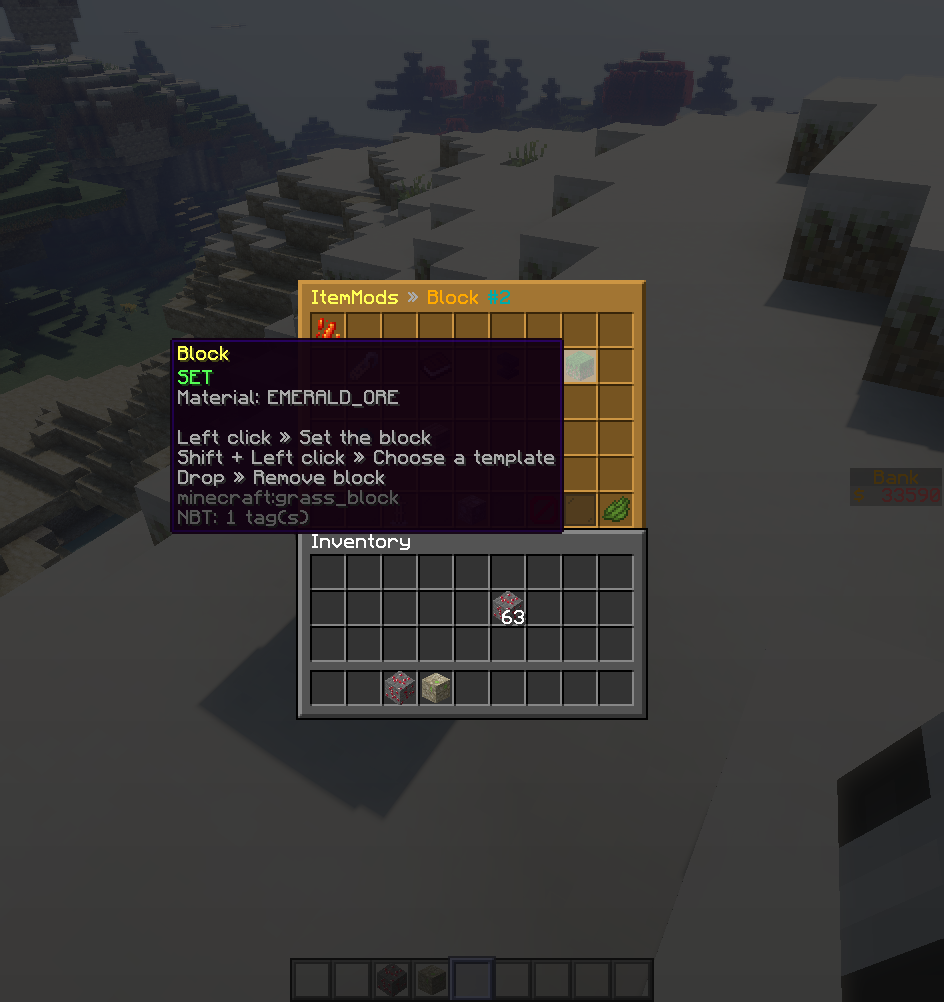 ItemMods » Block #2
Block
SET
Material: EMERALD_ORE
Left click » Set the block
Shift + Left click » Choose a template
Drop » Remove block
minecraft:grass_block
NBT: 1 tag(s)
Bank
$ 33590
Inventory
63